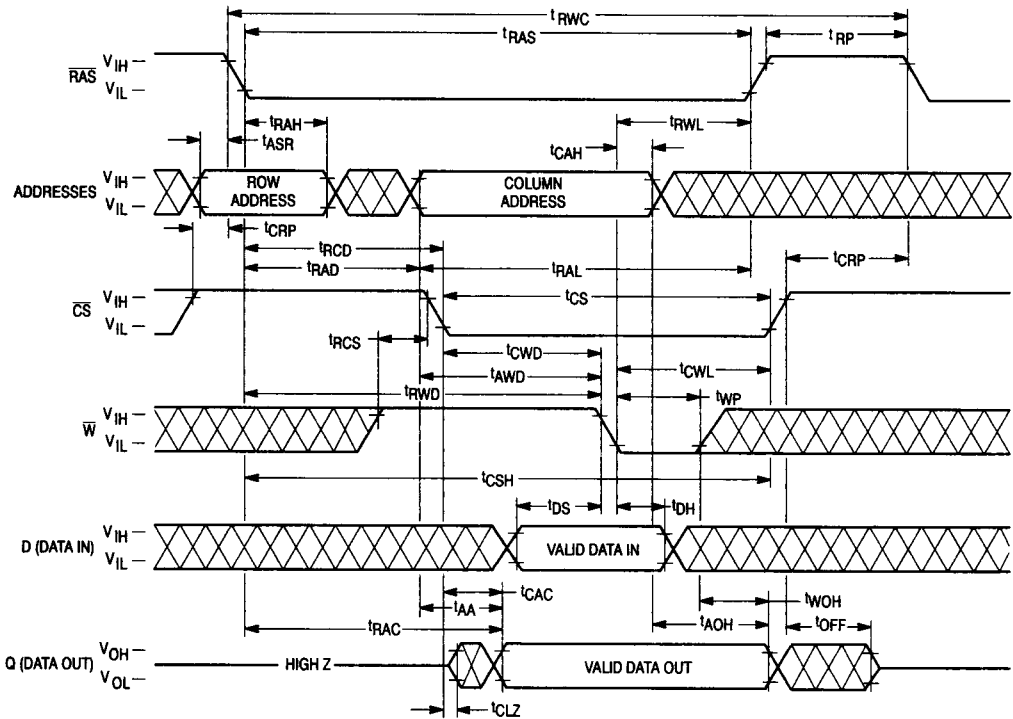 tRWC
tRAS
tRP
RAS
VIH
VIL
tRAH
tRWL
tASR
tCAH
ADDRESSES
VIH
VIL
ROW ADDRESS
COLUMN ADDRESS
tCRP
tRCD
tCRP
tRAD
tRAL
CS
VIH
VIL
tCS
tRCS
tCWD
tCWL
tAWD
tRWD
tWP
W
VIH
VIL
tCSH
tDS
tDH
D (DATA IN)
VIH
VIL
VALID DATA IN
tCAC
tWOH
tAA
tAOH
tOFF
tRAC
Q (DATA OUT)
VOH
VOL
HIGH Z
VALID DATA OUT
tCLZ